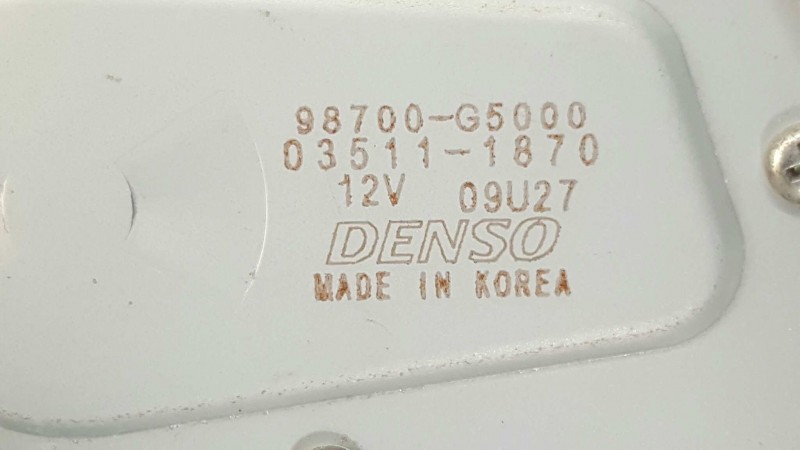 98700-G5000
03511-1870
12V 09U27
DENSO
MADE IN KOREA